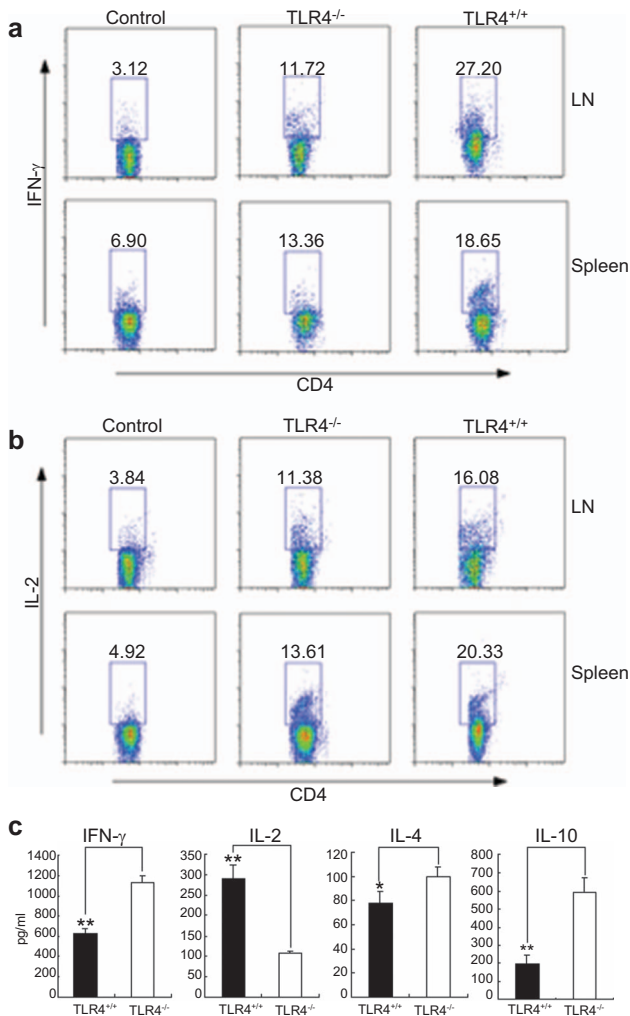 a
Control TLR4-/- TLR4+/+
3.12 11.72 27.20
LN
IFN-γ
6.90 13.36 18.65
Spleen
CD4
b
Control TLR4-/- TLR4+/+
3.84 11.38 16.08
LN
IL-2
4.92 13.61 20.33
Spleen
CD4
c
IFN-γ IL-2 IL-4 IL-10
pg/ml
1400
1200
1000
800
600
400
200
0
**
TLR4+/+ TLR4-/-
350
300
250
200
150
100
50
0
**
TLR4+/+ TLR4-/-
120
100
80
60
40
20
0
*
TLR4+/+ TLR4-/-
800
700
600
500
400
300
200
100
0
**
TLR4+/+ TLR4-/-